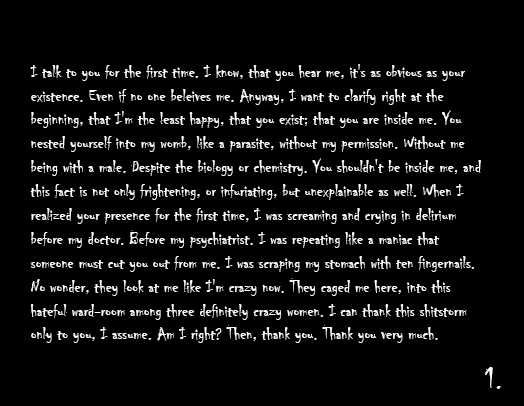 I talk to you for the first time. I know, that you hear me, it's as obvious as your
existence. Even if no one beleives me. Anyway, I want to clarify right at the
beginning, that I'm the least happy, that you exist; that you are inside me. You
nested yourself into my womb, like a parasite, without my permission. Without me
being with a male. Despite the biology or chemistry. You shouldn't be inside me, and
this fact is not only frightening, or infuriating, but unexplainable as well. When I
realized your presence for the first time, I was screaming and crying in delirium
before my doctor. Before my psychiatrist. I was repeating like a maniac that
someone must cut you out from me. I was scraping my stomach with ten fingernails.
No wonder, they look at me like I'm crazy now. They caged me here, into this
hateful ward-room among three definitely crazy women. I can thank this shitstorm
only to you, I assume. Am I right? Then, thank you. Thank you very much.
1.